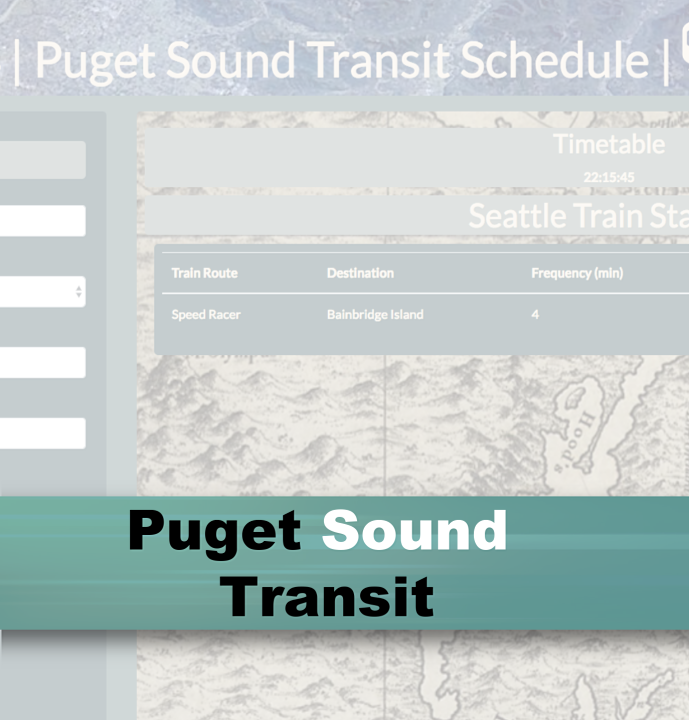 | Puget Sound Transit Schedule |
Timetable
22:15:45
Seattle Train Sta
Train Route Destination Frequency (min)
Speed Racer Bainbridge Island 4
Hood's
Puget Sound
Transit